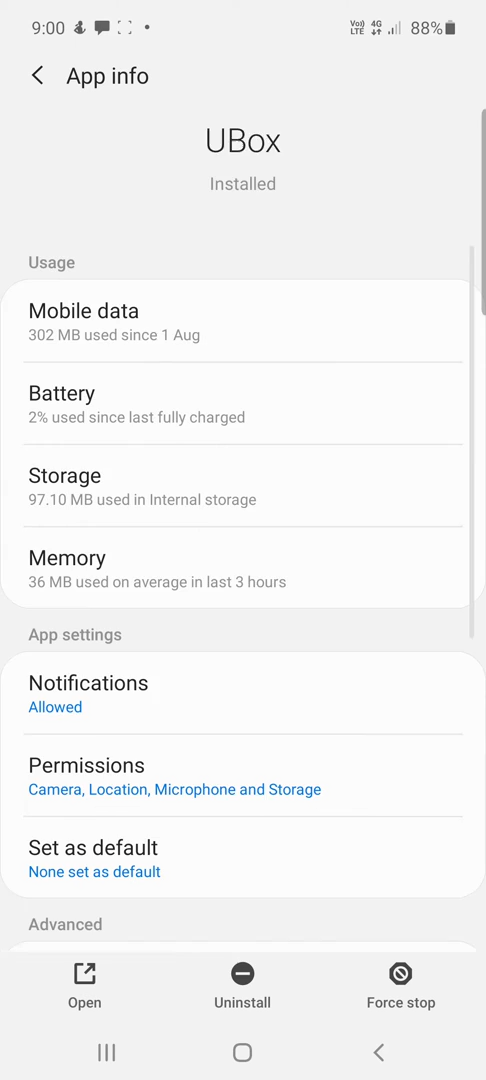 9:00 Vo)) LTE 4G 88%
App info
UBox
Installed
Usage
Mobile data
302 MB used since 1 Aug
Battery
2% used since last fully charged
Storage
97.10 MB used in Internal storage
Memory
36 MB used on average in last 3 hours
App settings
Notifications
Allowed
Permissions
Camera, Location, Microphone and Storage
Set as default
None set as default
Advanced
Open Uninstall Force stop